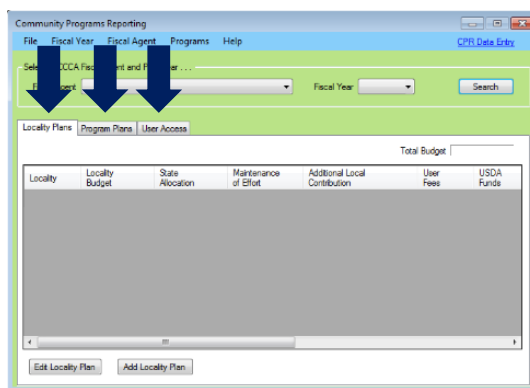 Community Programs Reporting
File Fiscal Year Fiscal Agent Programs Help CPR Data Entry
Fiscal Year Search
Locality Plans Program Plans User Access
Total Budget
Locality Locality Budget State Allocation Maintenance of Effort Additional Local Contribution User Fees USDA Funds
Edit Locality Plan Add Locality Plan